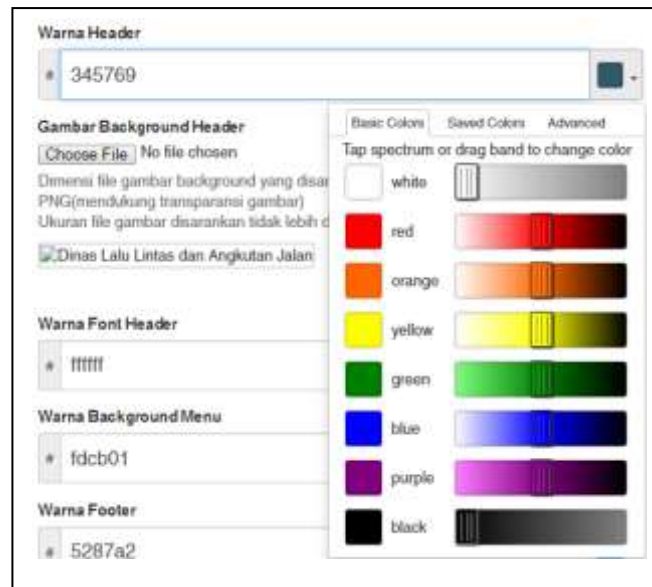 Warna Header
# 345769
Gambar Background Header
Choose File No file chosen
Dimensi file gambar background yang disar
PNG(mendukung transparansi gambar)
Ukuran file gambar disarankan tidak lebih d
Dinas Lalu Lintas dan Angkutan Jalan
Warna Font Header
# ffffff
Warna Background Menu
# fdcb01
Warna Footer
# 5287a2
Basic Colors Saved Colors Advanced
Tap spectrum or drag band to change color
white
red
orange
yellow
green
blue
purple
black